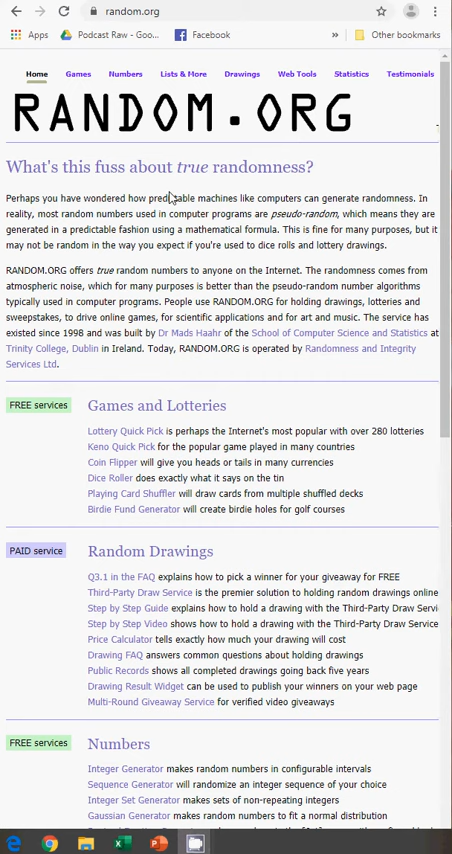 random.org
Apps Podcast Raw - Goo... Facebook » Other bookmarks
Home Games Numbers Lists & More Drawings Web Tools Statistics Testimonials
RANDOM.ORG
What's this fuss about true randomness?
Perhaps you have wondered how predictable machines like computers can generate randomness. In
reality, most random numbers used in computer programs are pseudo-random, which means they are
generated in a predictable fashion using a mathematical formula. This is fine for many purposes, but it
may not be random in the way you expect if you're used to dice rolls and lottery drawings.
RANDOM.ORG offers true random numbers to anyone on the Internet. The randomness comes from
atmospheric noise, which for many purposes is better than the pseudo-random number algorithms
typically used in computer programs. People use RANDOM.ORG for holding drawings, lotteries and
sweepstakes, to drive online games, for scientific applications and for art and music. The service has
existed since 1998 and was built by Dr Mads Haahr of the School of Computer Science and Statistics at
Trinity College, Dublin in Ireland. Today, RANDOM.ORG is operated by Randomness and Integrity
Services Ltd.
FREE services Games and Lotteries
Lottery Quick Pick is perhaps the Internet's most popular with over 280 lotteries
Keno Quick Pick for the popular game played in many countries
Coin Flipper will give you heads or tails in many currencies
Dice Roller does exactly what it says on the tin
Playing Card Shuffler will draw cards from multiple shuffled decks
Birdie Fund Generator will create birdie holes for golf courses
PAID service Random Drawings
Q3.1 in the FAQ explains how to pick a winner for your giveaway for FREE
Third-Party Draw Service is the premier solution to holding random drawings online
Step by Step Guide explains how to hold a drawing with the Third-Party Draw Servi
Step by Step Video shows how to hold a drawing with the Third-Party Draw Service
Price Calculator tells exactly how much your drawing will cost
Drawing FAQ answers common questions about holding drawings
Public Records shows all completed drawings going back five years
Drawing Result Widget can be used to publish your winners on your web page
Multi-Round Giveaway Service for verified video giveaways
FREE services Numbers
Integer Generator makes random numbers in configurable intervals
Sequence Generator will randomize an integer sequence of your choice
Integer Set Generator makes sets of non-repeating integers
Gaussian Generator makes random numbers to fit a normal distribution